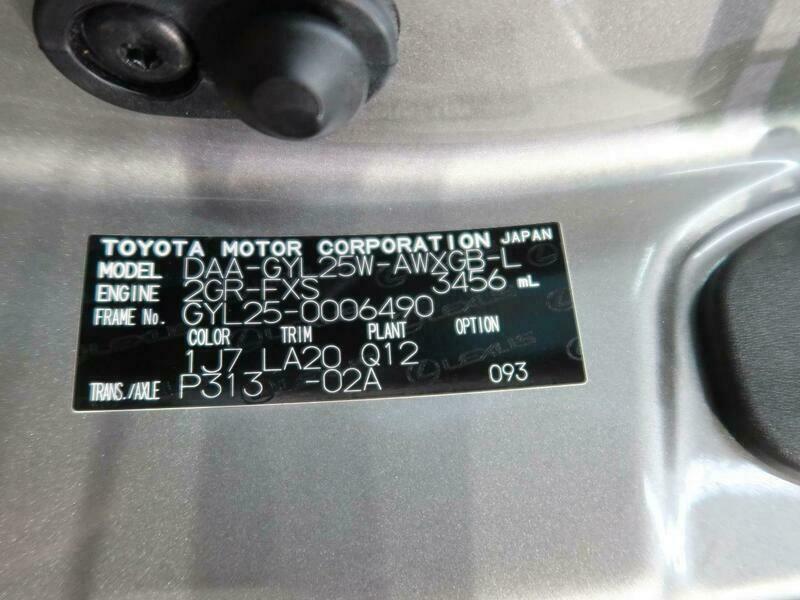 TOYOTA MOTOR CORPORATION JAPAN
MODEL DAA-GYL25W-AWXGB-L
ENGINE 2GR-FXS 3456 mL
FRAME No. GYL25-0006490
COLOR TRIM PLANT OPTION
1J7 LA20 Q12
TRANS./AXLE P313 -02A 093
LEXUS